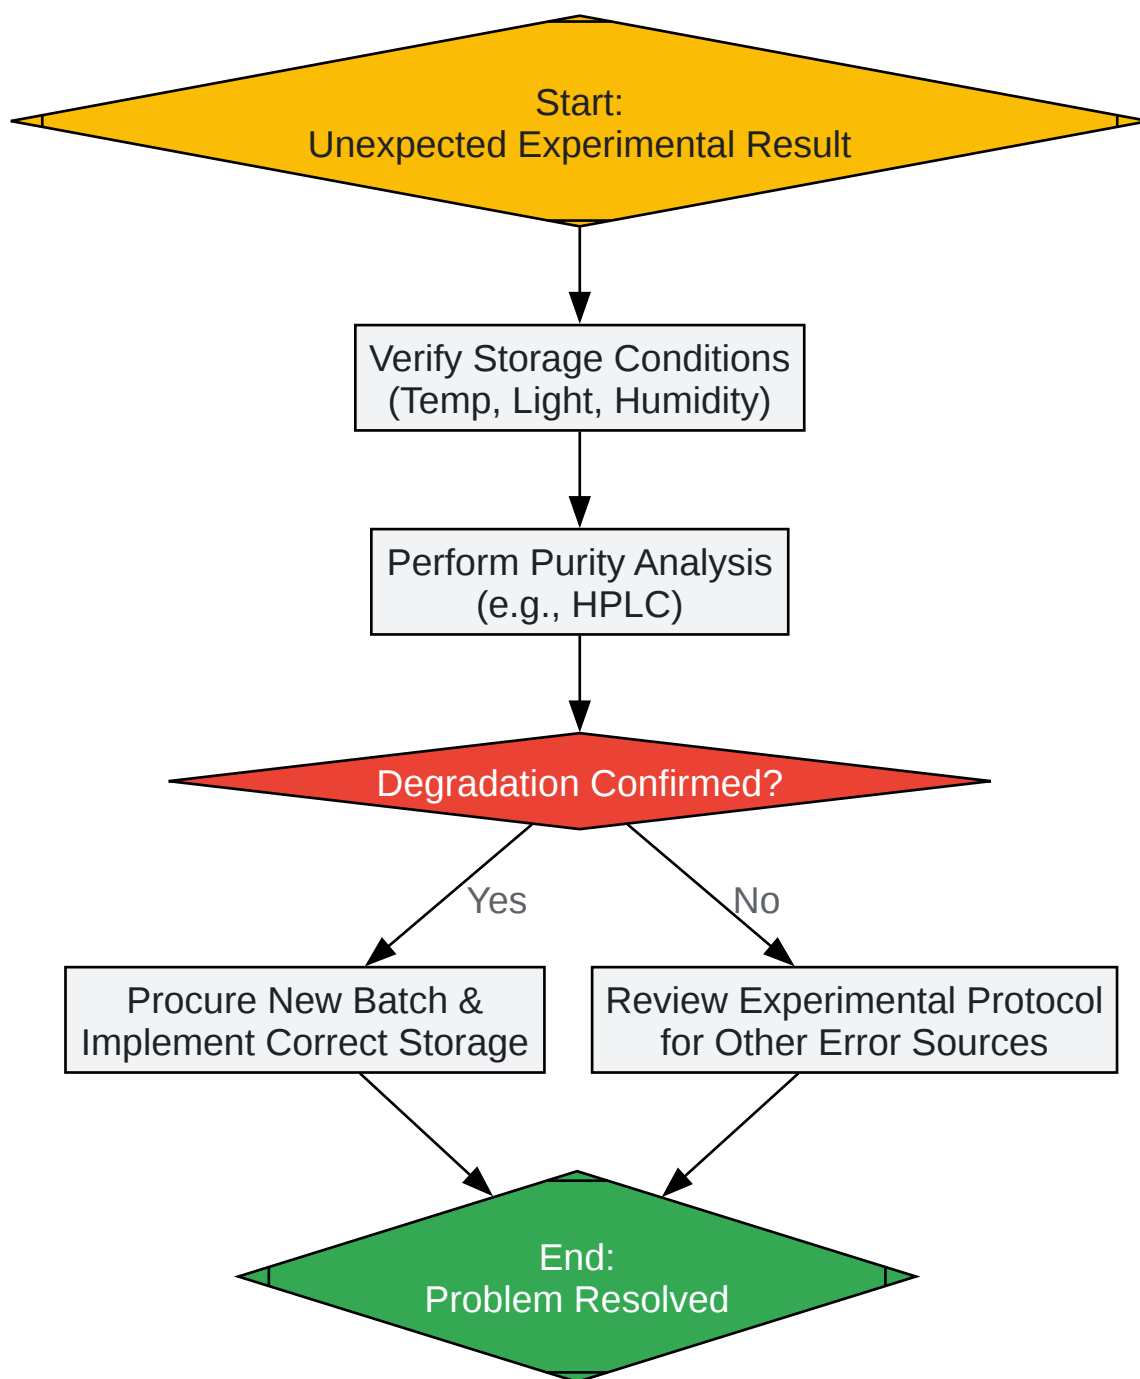 Start:
Unexpected Experimental Result
Verify Storage Conditions
(Temp, Light, Humidity)
Perform Purity Analysis
(e.g., HPLC)
Degradation Confirmed?
Yes
No
Procure New Batch &
Implement Correct Storage
Review Experimental Protocol
for Other Error Sources
End:
Problem Resolved